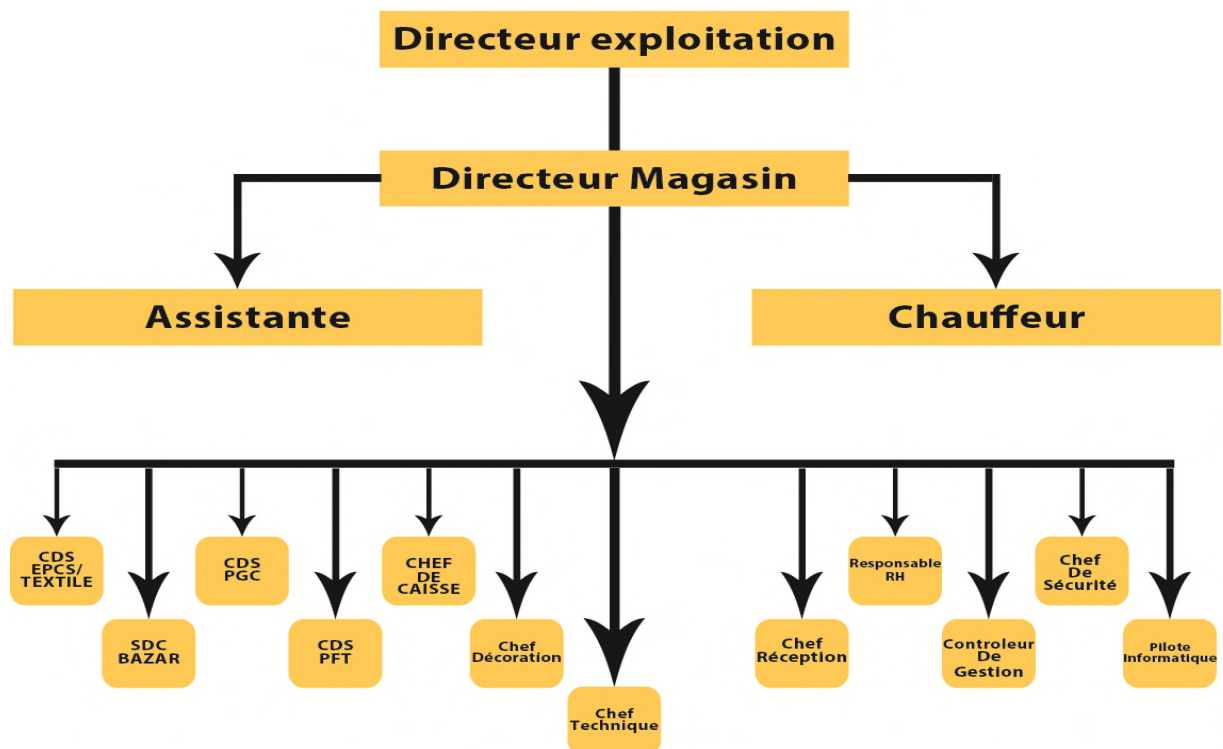 Directeur exploitation
Directeur Magasin
Assistante
Chauffeur
CDS
EPCS/
TEXTILE
SDC
BAZAR
CDS
PGC
CDS
PFT
CHEF
DE
CAISSE
Chef
Décoration
Chef
Technique
Chef
Réception
Responsable
RH
Controleur
De
Gestion
Chef
De
Sécurité
Pilote
Informatique